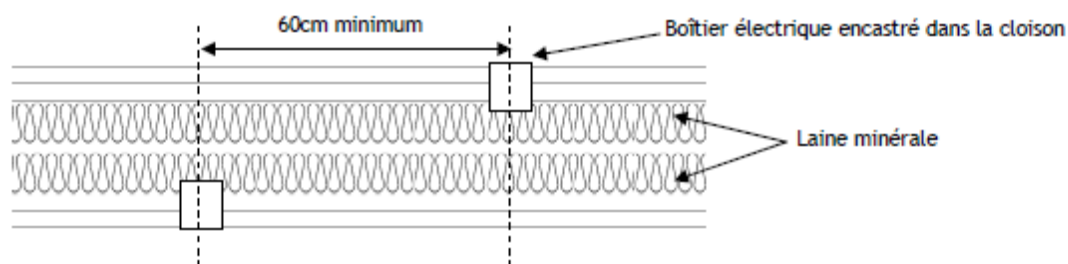 60cm minimum
Boîtier électrique encastré dans la cloison
Laine minérale